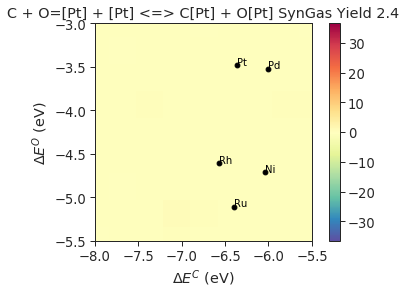 C + O=[Pt] + [Pt] <=> C[Pt] + O[Pt] SynGas Yield 2.4
−3.0
−3.5
−4.0
−4.5
−5.0
−5.5
ΔE^O (eV)
Pt
Pd
Rh
Ni
Ru
−8.0 −7.5 −7.0 −6.5 −6.0 −5.5
ΔE^C (eV)
30
20
10
0
−10
−20
−30